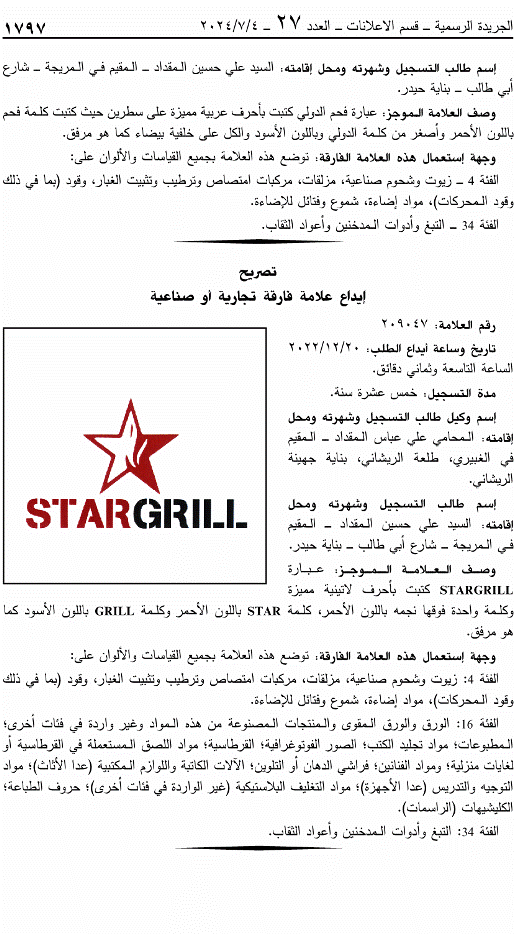 الجريدة الرسمية ــ قسم الاعلانات ــ العدد ٢٧ ــ ٢٠٢٤/٧/٤ ١٧٩٧
إسم طالب التسجيل وشهرته ومحل إقامته: السيد علي حسين المقداد ــ المقيم في المريجة ــ شارع
أبي طالب ــ بناية حيدر.
وصف العلامة الموجز: عبارة فحم الدولي كتبت بأحرف عربية مميزة على سطرين حيث كتبت كلمة فحم
باللون الأحمر وأصغر من كلمة الدولي وباللون الأسود والكل على خلفية بيضاء كما هو مرفق.
وجهة إستعمال هذه العلامة الفارقة: توضع هذه العلامة بجميع القياسات والألوان على:
الفئة 4 ــ زيوت وشحوم صناعية، مزلقات، مركبات امتصاص وترطيب وتثبيت الغبار، وقود (بما في ذلك
وقود المحركات)، مواد إضاءة، شموع وفتائل للإضاءة.
الفئة 34 ــ التبغ وأدوات المدخنين وأعواد الثقاب.
تصريح
إيداع علامة فارقة تجارية أو صناعية
رقم العلامة: ٢٠٩٠٤٧
تاريخ وساعة أيداع الطلب: ٢٠٢٢/١٢/٢٠
الساعة التاسعة وثماني دقائق.
مدة التسجيل: خمس عشرة سنة.
إسم وكيل طالب التسجيل وشهرته ومحل
إقامته: المحامي علي عباس المقداد ــ المقيم
في الغبيري، طلعة الريشاني، بناية جهينة
الريشاني.
إسم طالب التسجيل وشهرته ومحل
إقامته: السيد علي حسين المقداد ــ المقيم
في المريجة ــ شارع أبي طالب ــ بناية حيدر.
STARGRILL
وصف العلامة الموجز: عبارة
STARGRILL كتبت بأحرف لاتينية مميزة
وكلمة واحدة فوقها نجمه باللون الأحمر، كلمة STAR باللون الأحمر وكلمة GRILL باللون الأسود كما
هو مرفق.
وجهة إستعمال هذه العلامة الفارقة: توضع هذه العلامة بجميع القياسات والألوان على:
الفئة 4: زيوت وشحوم صناعية، مزلقات، مركبات امتصاص وترطيب وتثبيت الغبار، وقود (بما في ذلك
وقود المحركات)، مواد إضاءة، شموع وفتائل للإضاءة.
الفئة 16: الورق والورق المقوى والمنتجات المصنوعة من هذه المواد وغير واردة في فئات أخرى؛
المطبوعات؛ مواد تجليد الكتب؛ الصور الفوتوغرافية؛ القرطاسية؛ مواد اللصق المستعملة في القرطاسية أو
لغايات منزلية؛ ومواد الفنانين؛ فراشي الدهان أو التلوين؛ الآلات الكاتبة واللوازم المكتبية (عدا الأثاث)؛ مواد
التوجيه والتدريس (عدا الأجهزة)؛ مواد التغليف البلاستيكية (غير الواردة في فئات أخرى)؛ حروف الطباعة؛
الكليشيهات (الراسمات).
الفئة 34: التبغ وأدوات المدخنين وأعواد الثقاب.